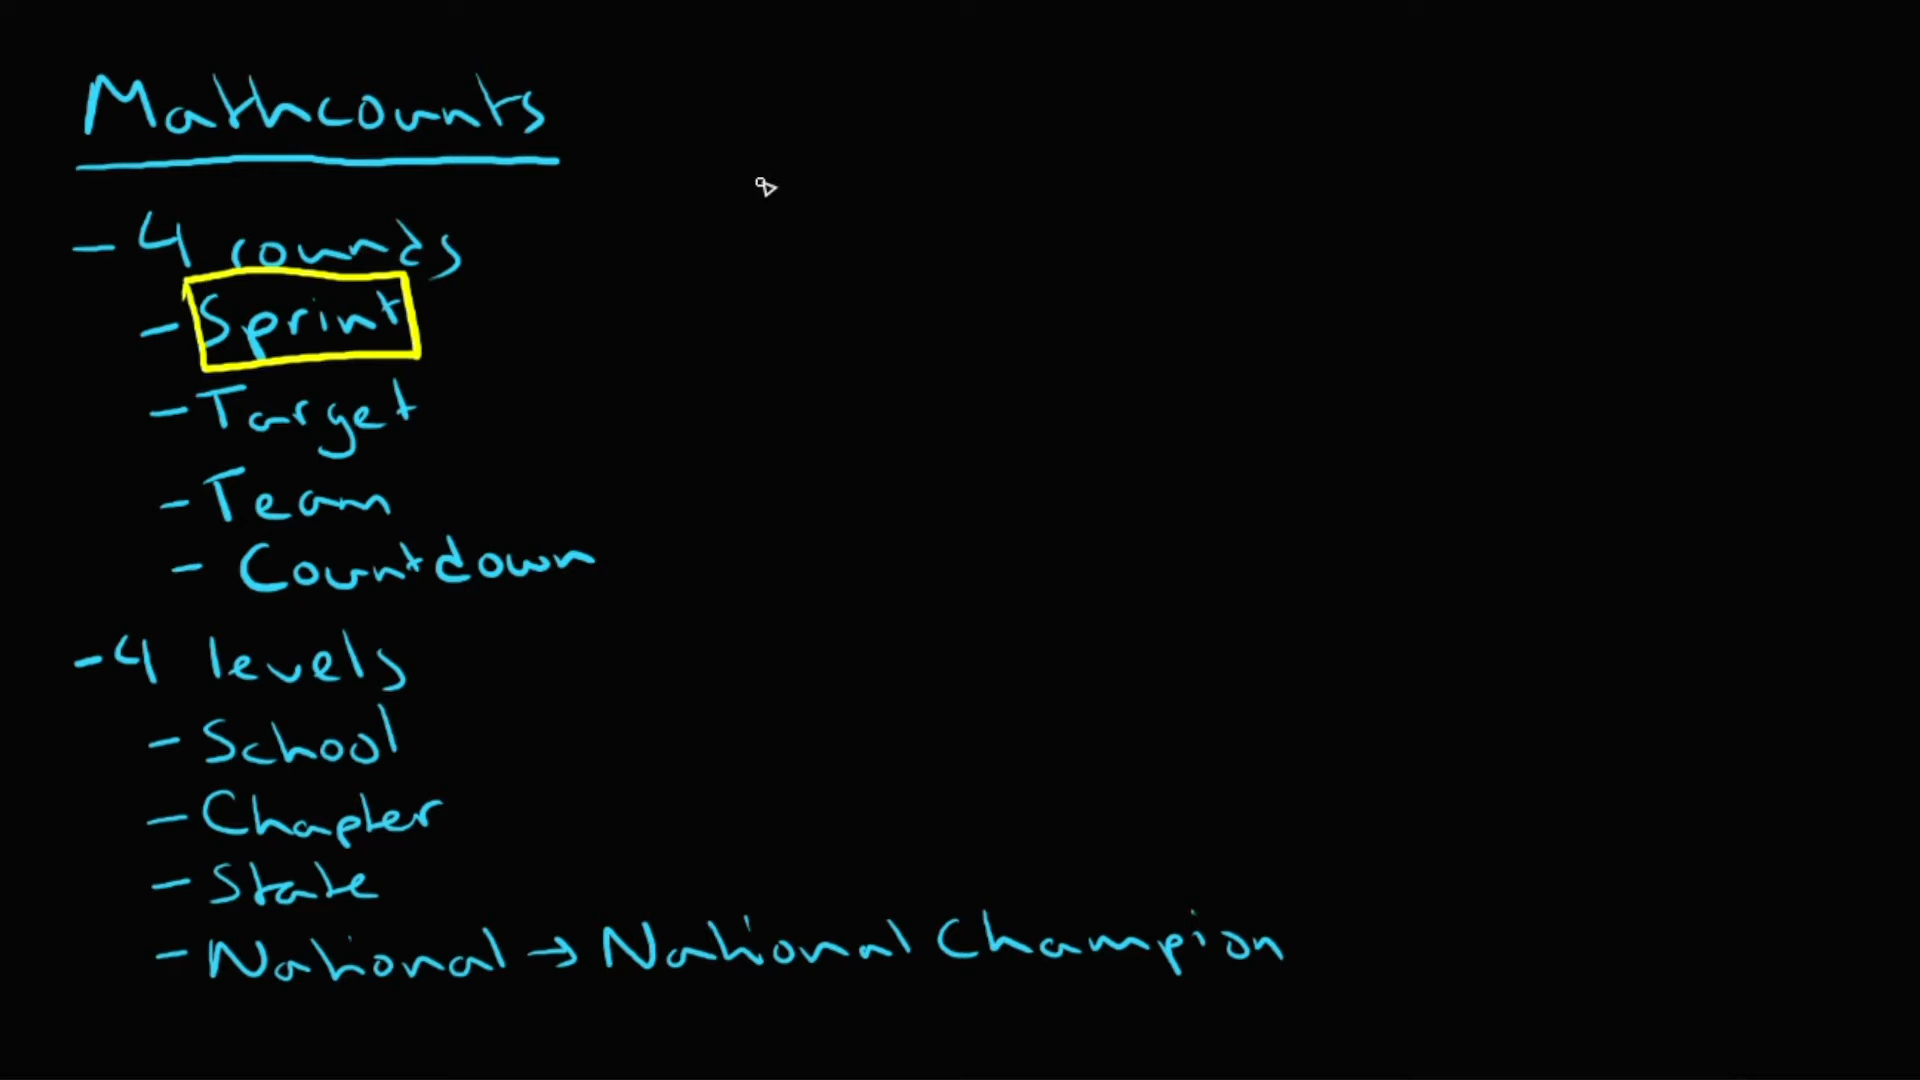 Mathcounts
- 4 rounds
- Sprint
- Target
- Team
- Countdown
- 4 levels
- School
- Chapter
- State
- National → National Champion